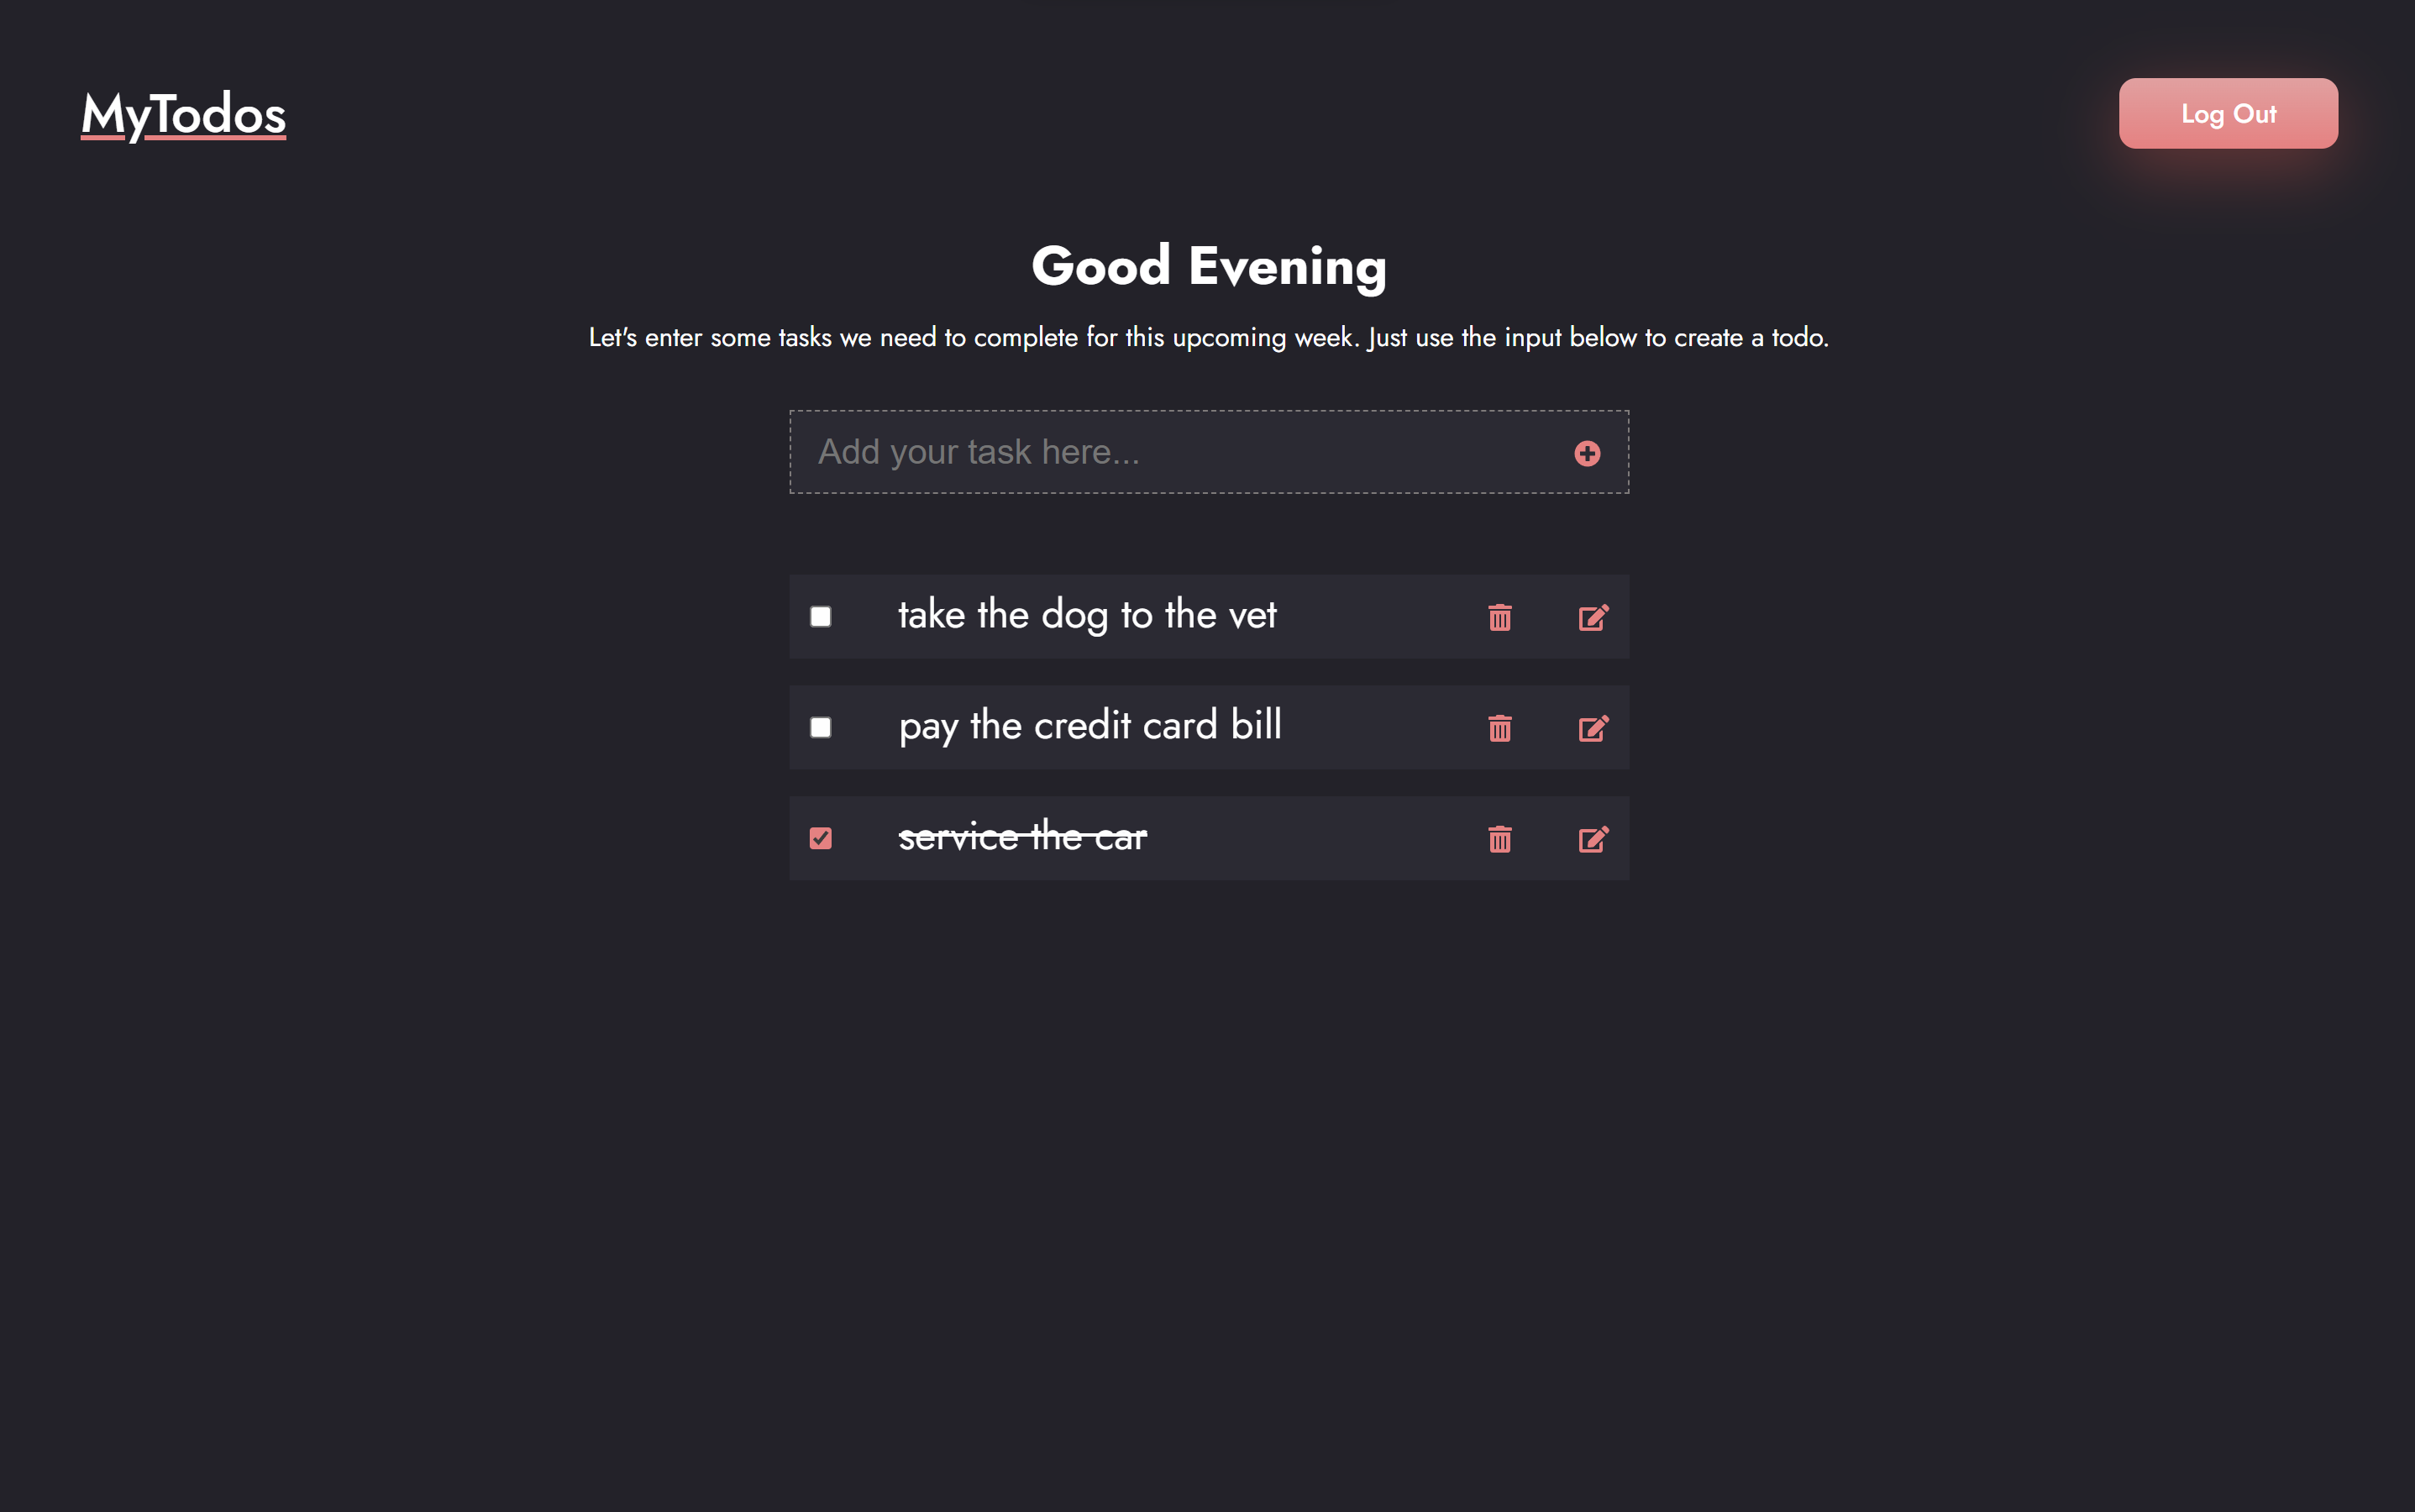 MyTodos
Log Out
Good Evening
Let's enter some tasks we need to complete for this upcoming week. Just use the input below to create a todo.
Add your task here...
take the dog to the vet
pay the credit card bill
service the car